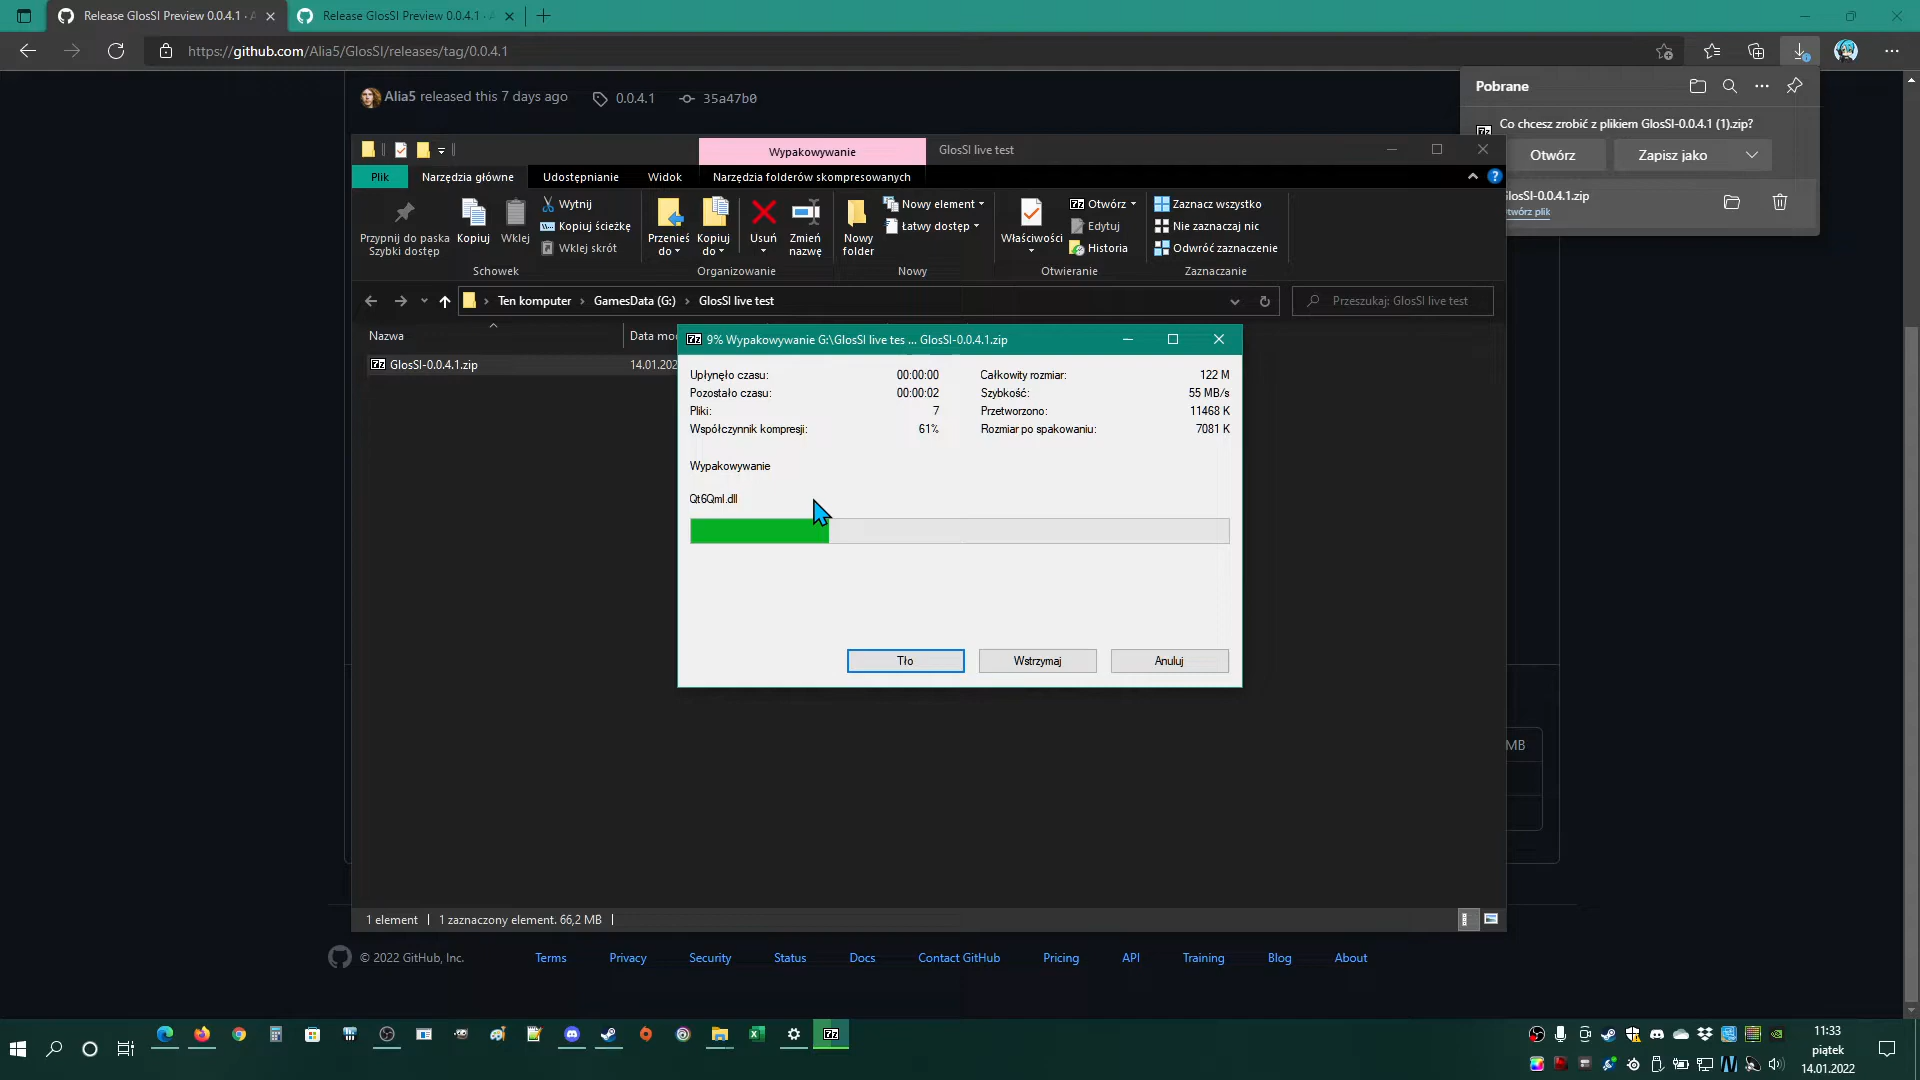 Release GlosSI Preview 0.0.4.1 · A
Release GlosSI Preview 0.0.4.1 · A
https://github.com/Alia5/GlosSI/releases/tag/0.0.4.1
Alia5 released this 7 days ago
0.0.4.1
35a47b0
Pobrane
Co chcesz zrobić z plikiem GlosSI-0.0.4.1 (1).zip?
Otwórz
Zapisz jako
GlosSI-0.0.4.1.zip
Otwórz plik
Wypakowywanie
GlosSI live test
Plik
Narzędzia główne
Udostępnianie
Widok
Narzędzia folderów skompresowanych
Przypnij do paska
Szybki dostęp
Kopiuj
Wklej
Wytnij
Kopiuj ścieżkę
Wklej skrót
Schowek
Przenieś
do
Kopiuj
do
Usuń
Zmień
nazwę
Organizowanie
Nowy
folder
Nowy element
Łatwy dostęp
Nowy
Właściwości
Otwórz
Edytuj
Historia
Otwieranie
Zaznacz wszystko
Nie zaznaczaj nic
Odwróć zaznaczenie
Zaznaczanie
Ten komputer
GamesData (G:)
GlosSI live test
Przeszukaj: GlosSI live test
Nazwa
Data mod
GlosSI-0.0.4.1.zip
14.01.202
9% Wypakowywanie G:\GlosSI live tes ... GlosSI-0.0.4.1.zip
Upłynęło czasu: 00:00:00
Całkowity rozmiar: 122 M
Pozostało czasu: 00:00:02
Szybkość: 55 MB/s
Pliki: 7
Przetworzono: 11468 K
Współczynnik kompresji: 61%
Rozmiar po spakowaniu: 7081 K
Wypakowywanie
Qt6Qml.dll
Tło
Wstrzymaj
Anuluj
MB
1 element
1 zaznaczony element. 66,2 MB
© 2022 GitHub, Inc.
Terms
Privacy
Security
Status
Docs
Contact GitHub
Pricing
API
Training
Blog
About
11:33
piątek
14.01.2022